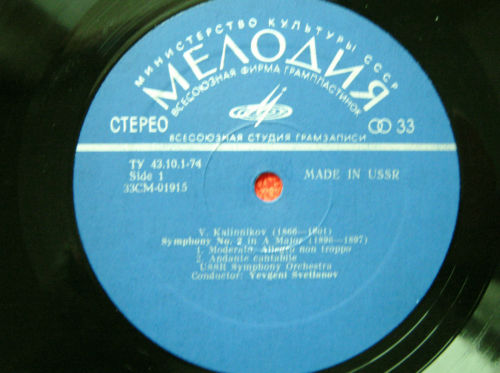 МИНИСТЕРСТВО КУЛЬТУРЫ СССР
МЕЛОДИЯ
ВСЕСОЮЗНАЯ ФИРМА ГРАМПЛАСТИНОК
СТЕРЕО
33
ВСЕСОЮЗНАЯ СТУДИЯ ГРАМЗАПИСИ
ТУ 43.10.1-74
Side 1
33СМ-01915
MADE IN USSR
V. Kalinnikov (1866—1901)
Symphony No. 2 in A Major (1896—1897)
1. Moderato. Allegro non troppo
2. Andante cantabile
USSR Symphony Orchestra
Conductor: Yevgeni Svetlanov